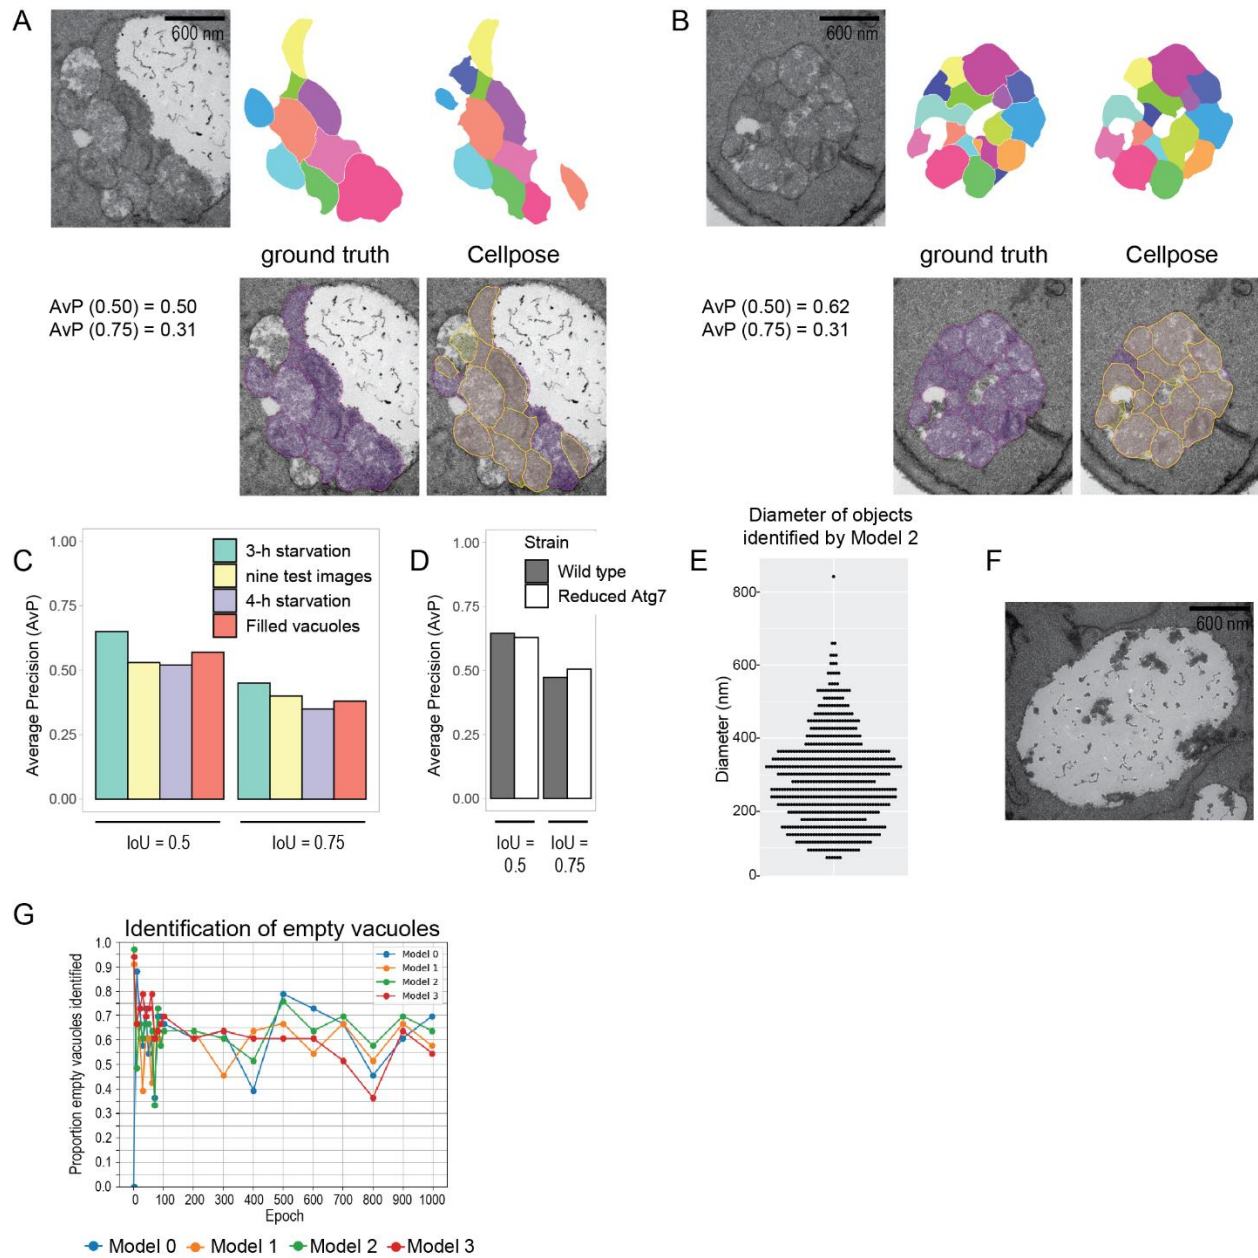 A
600 nm
B
600 nm
ground truth
Cellpose
AvP (0.50) = 0.50
AvP (0.75) = 0.31
ground truth
Cellpose
AvP (0.50) = 0.62
AvP (0.75) = 0.31
C
Average Precision (AvP)
1.00
0.75
0.50
0.25
0.00
3-h starvation
nine test images
4-h starvation
Filled vacuoles
IoU = 0.5
IoU = 0.75
D
Average Precision (AvP)
1.00
0.75
0.50
0.25
0.00
Strain
Wild type
Reduced Atg7
IoU =
0.5
IoU =
0.75
E
Diameter of objects
identified by Model 2
Diameter (nm)
800
600
400
200
0
F
600 nm
G
Identification of empty vacuoles
Proportion empty vacuoles identified
1.0
0.9
0.8
0.7
0.6
0.5
0.4
0.3
0.2
0.1
0.0
Model 0
Model 1
Model 2
Model 3
0 100 200 300 400 500 600 700 800 900 1000
Epoch
Model 0 Model 1 Model 2 Model 3